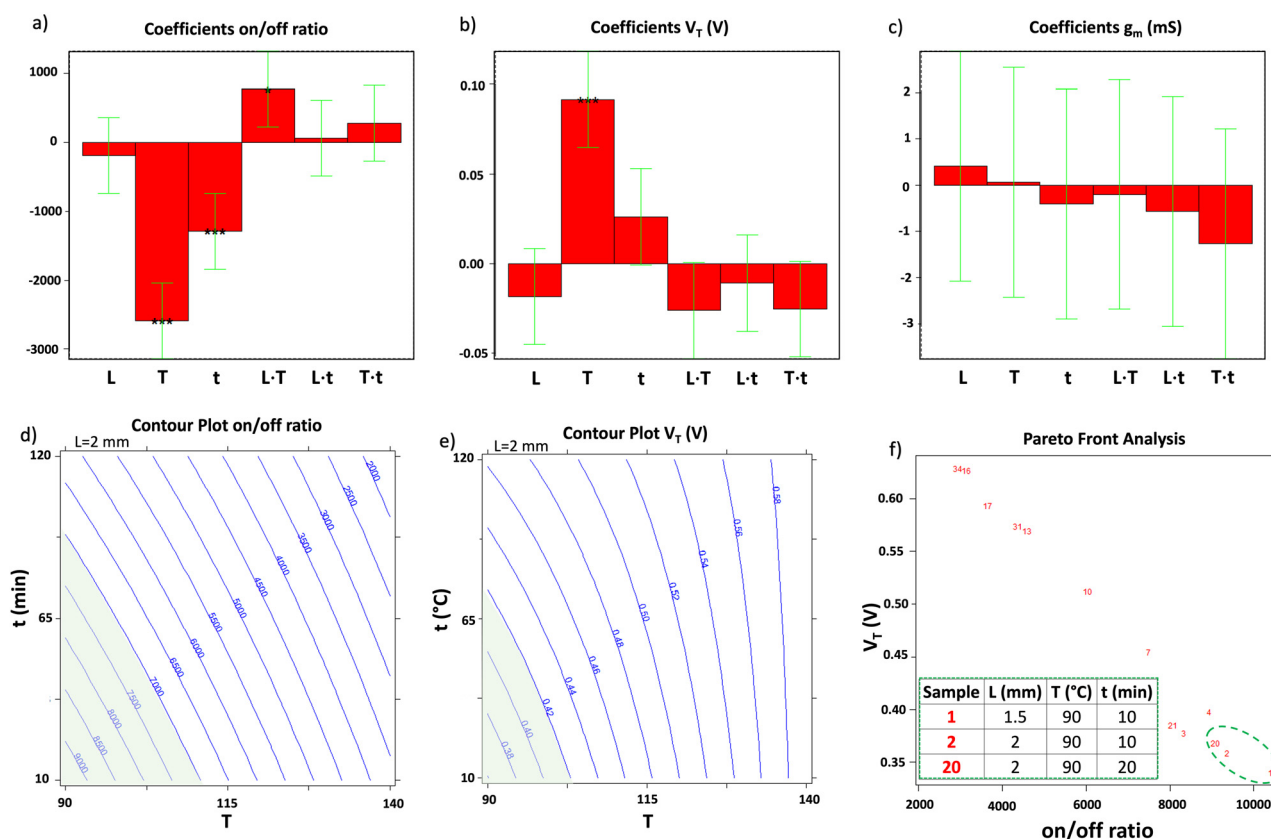 a)
Coefficients on/off ratio
1000
0
-1000
-2000
-3000
*
***
***
L T t L·T L·t T·t
b)
Coefficients V_T (V)
0.10
0.05
0.00
-0.05
***
L T t L·T L·t T·t
c)
Coefficients g_m (mS)
2
1
0
-1
-2
-3
L T t L·T L·t T·t
d)
Contour Plot on/off ratio
L=2 mm
120
65
10
t (min)
90 115 140
T
2000
2500
3000
3500
4000
4500
5000
5500
6000
6500
7000
7500
8000
8500
9000
e)
Contour Plot V_T (V)
L=2 mm
120
65
10
t (°C)
90 115 140
T
0.58
0.56
0.54
0.52
0.50
0.48
0.46
0.44
0.42
0.40
0.38
f)
Pareto Front Analysis
0.60
0.55
0.50
0.45
0.40
0.35
V_T (V)
34 16
17
31 13
10
7
4
21 3
20
2
1
Sample L (mm) T (°C) t (min)
1 1.5 90 10
2 2 90 10
20 2 90 20
2000 4000 6000 8000 10000
on/off ratio